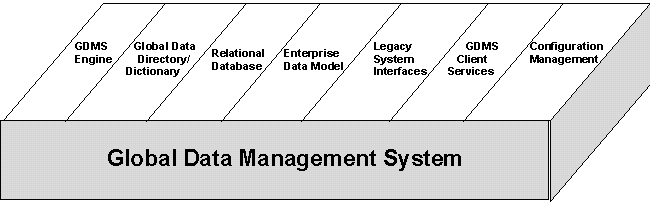 GDMS
Engine
Global Data
Directory/
Dictionary
Relational
Database
Enterprise
Data Model
Legacy
System
Interfaces
GDMS
Client
Services
Configuration
Management
Global Data Management System